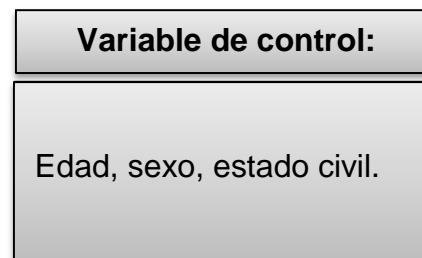 Variable de control:
Edad, sexo, estado civil.